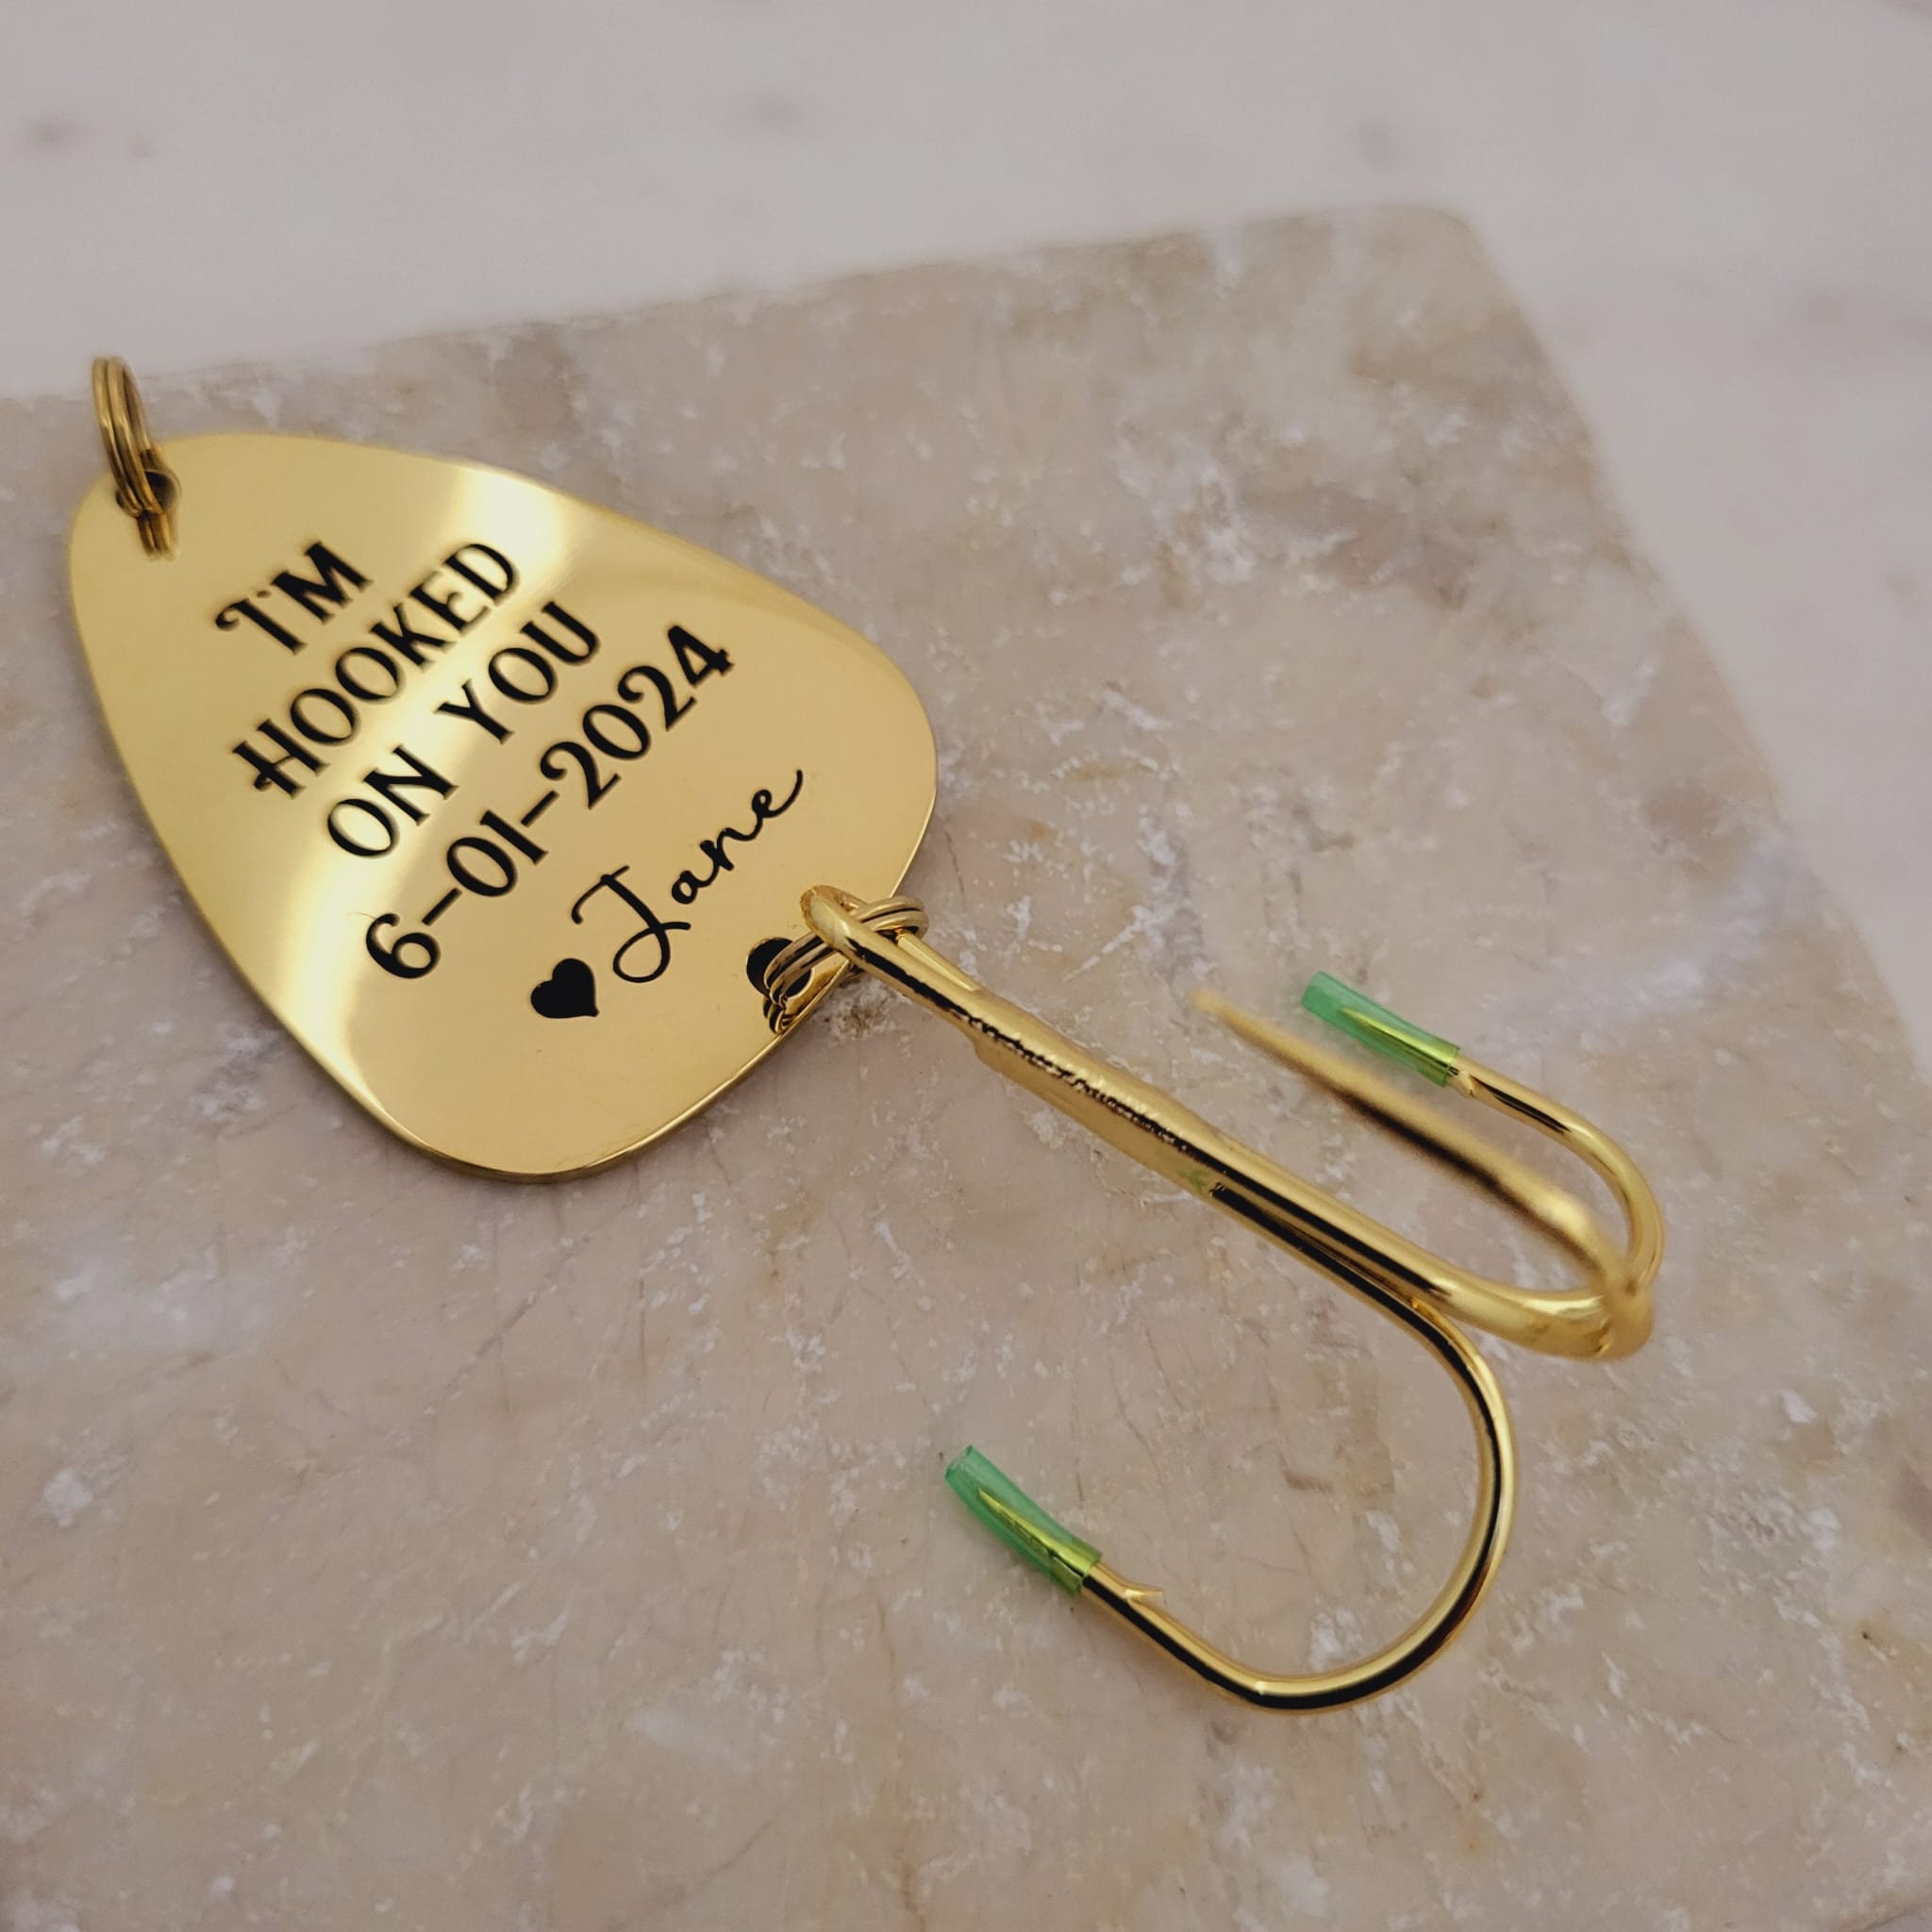 I'M
HOOKED
ON YOU
6-01-2024
♥Jane